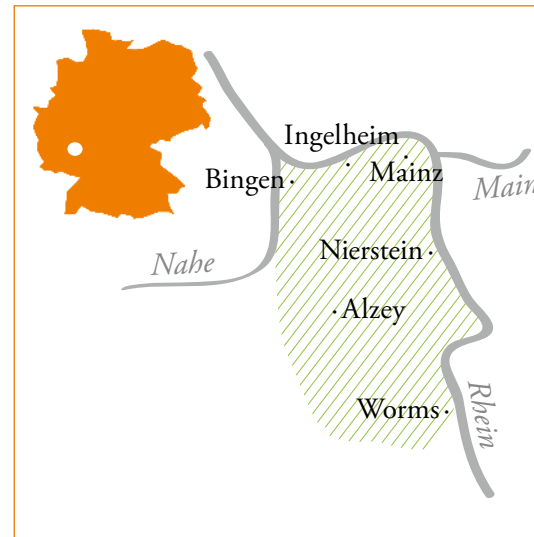 Ingelheim
Bingen
Mainz
Main
Nierstein
Nahe
Alzey
Worms
Rhein